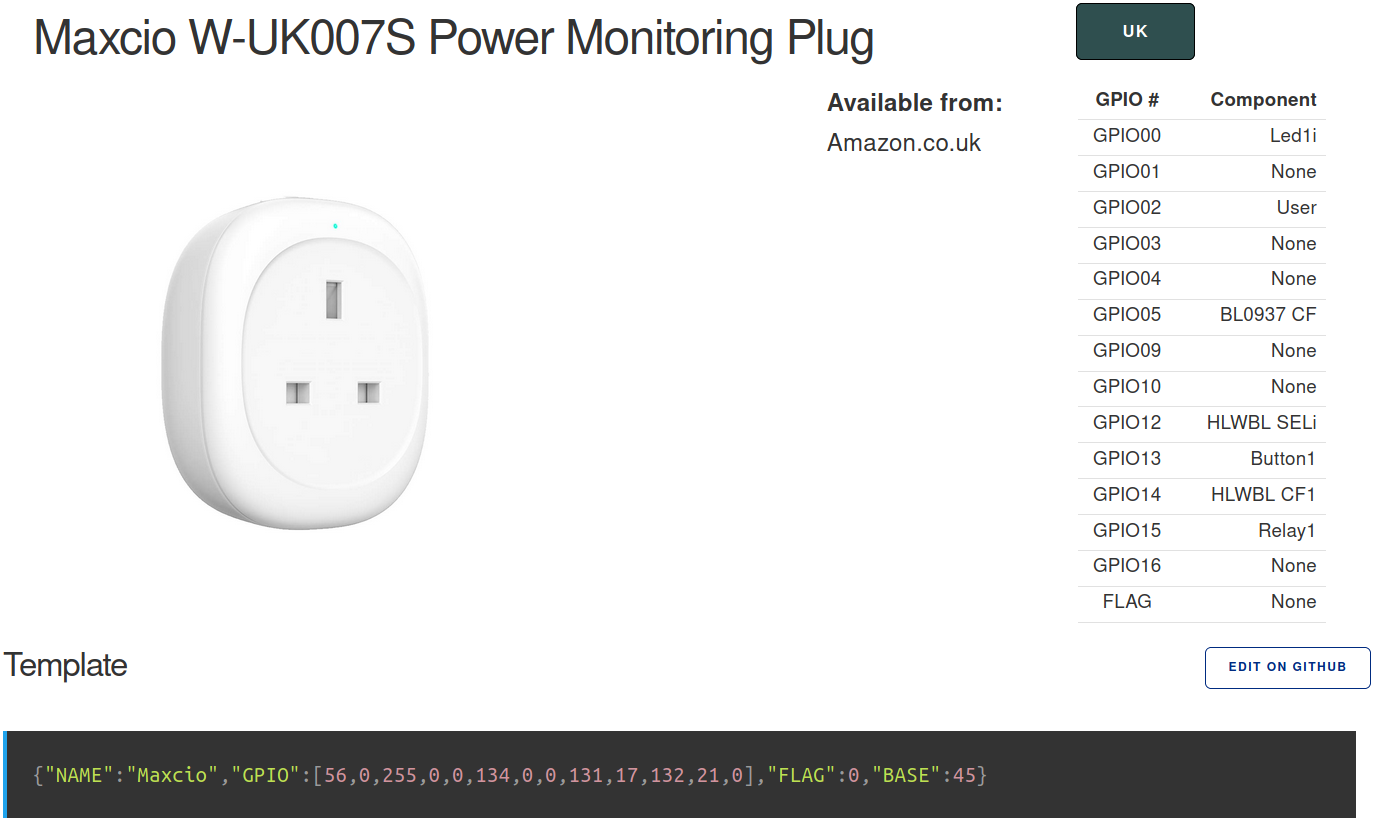 Maxcio W-UK007S Power Monitoring Plug
UK
Available from:
Amazon.co.uk
GPIO # Component
GPIO00 Led1i
GPIO01 None
GPIO02 User
GPIO03 None
GPIO04 None
GPIO05 BL0937 CF
GPIO09 None
GPIO10 None
GPIO12 HLWBL SELi
GPIO13 Button1
GPIO14 HLWBL CF1
GPIO15 Relay1
GPIO16 None
FLAG None
Template
EDIT ON GITHUB
{"NAME":"Maxcio","GPIO":[56,0,255,0,0,134,0,0,131,17,132,21,0],"FLAG":0,"BASE":45}